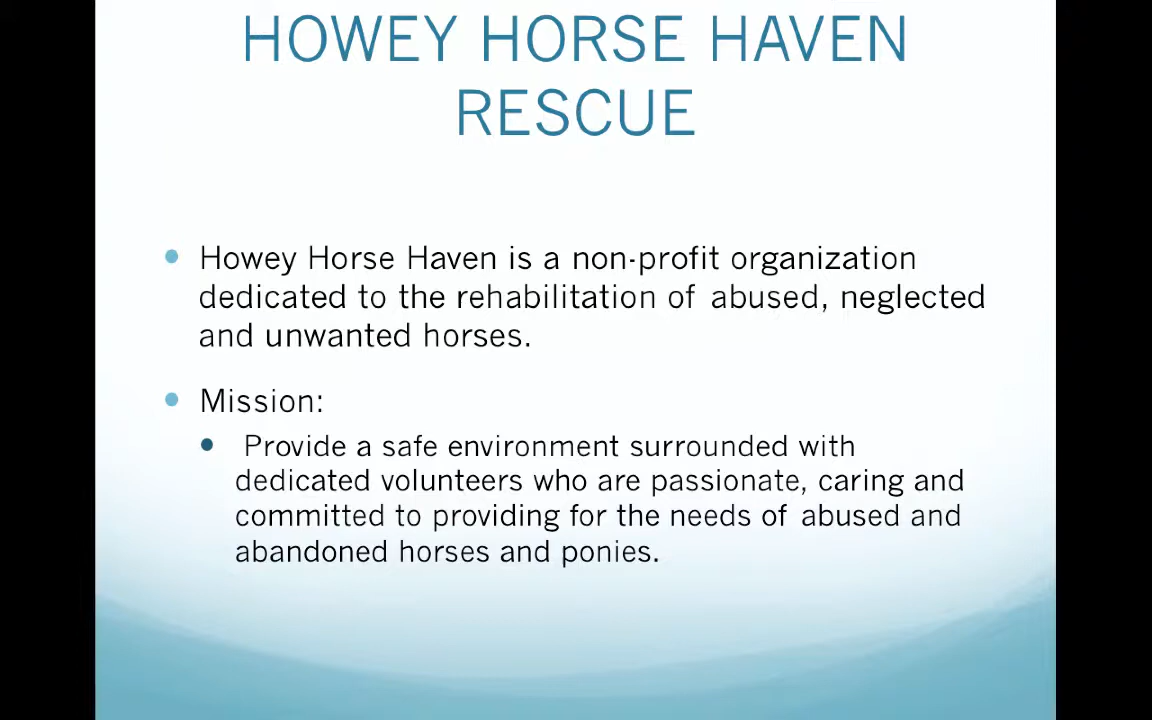 HOWEY HORSE HAVEN
RESCUE
• Howey Horse Haven is a non-profit organization
dedicated to the rehabilitation of abused, neglected
and unwanted horses.
• Mission:
• Provide a safe environment surrounded with
dedicated volunteers who are passionate, caring and
committed to providing for the needs of abused and
abandoned horses and ponies.